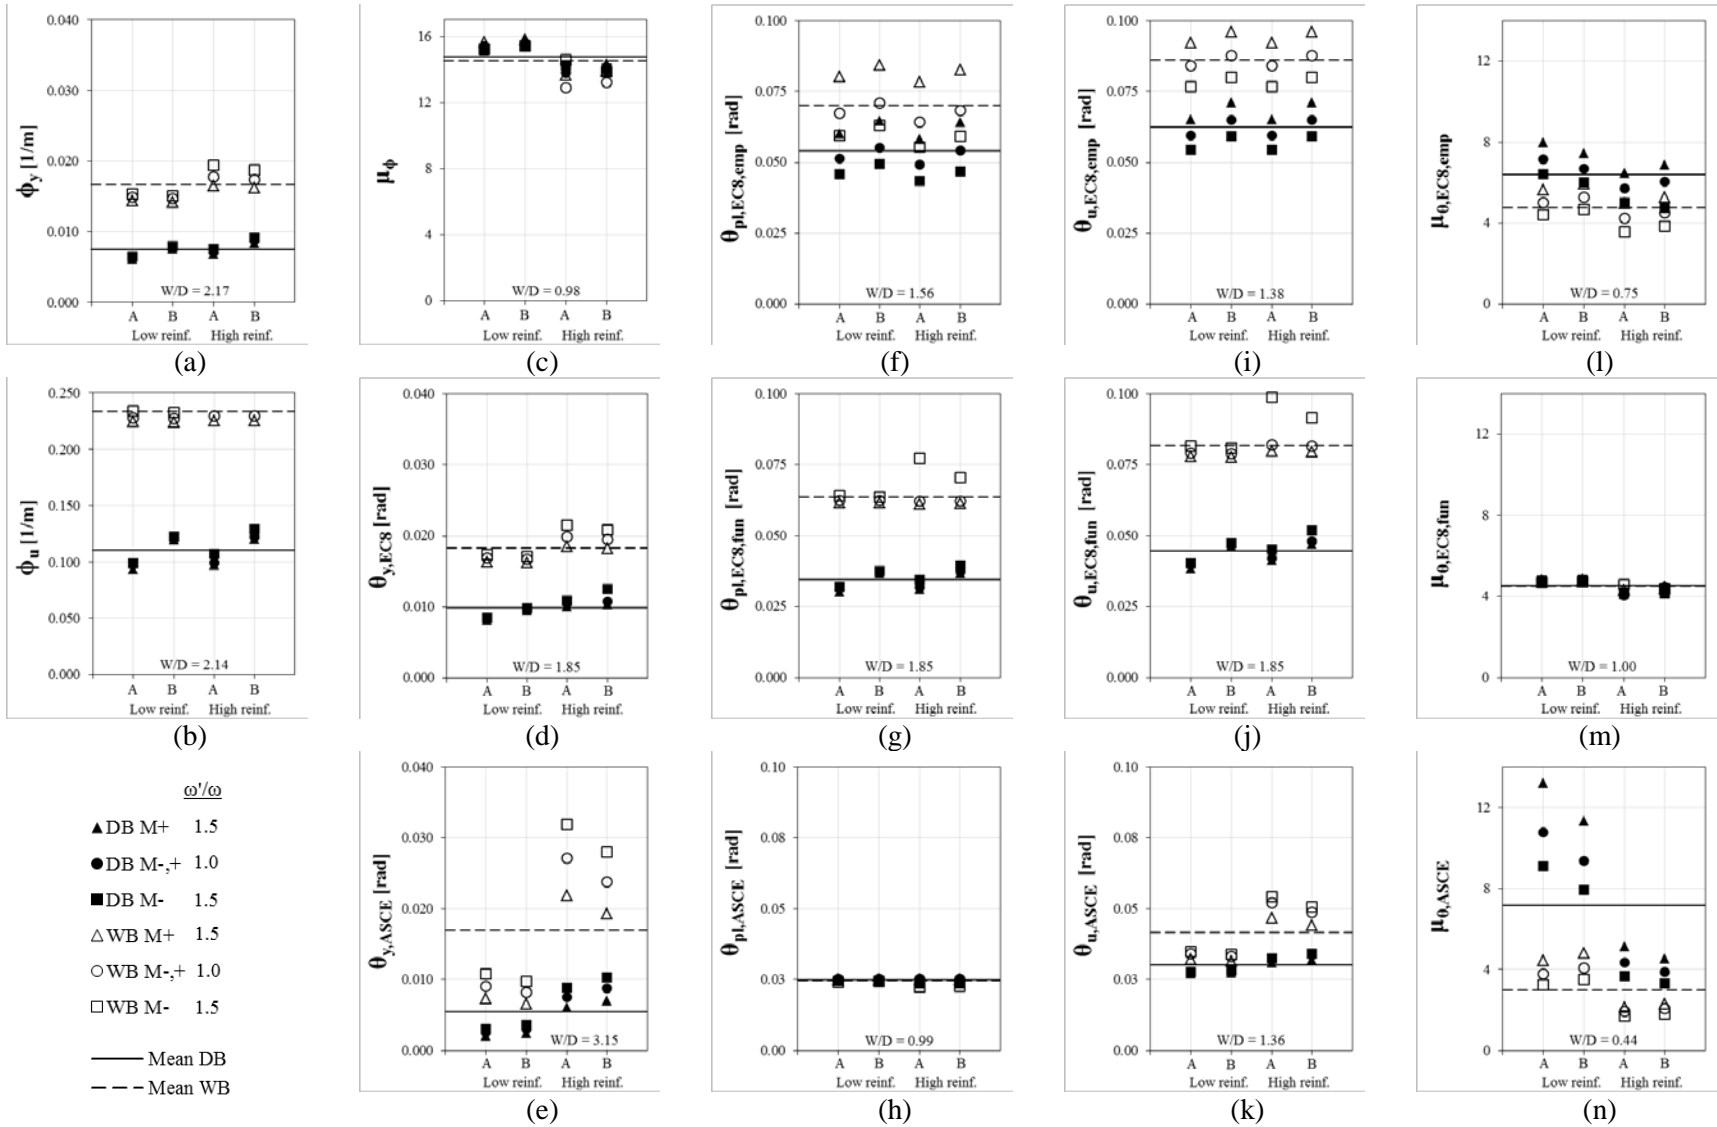 0.040
0.030
0.020
0.010
0.000
ϕy [1/m]
W/D = 2.17
A B A B
Low reinf. High reinf.
(a)
16
12
8
4
0
μϕ
W/D = 0.98
A B A B
Low reinf. High reinf.
(c)
0.100
0.075
0.050
0.025
0.000
θpl,EC8,emp [rad]
W/D = 1.56
A B A B
Low reinf. High reinf.
(f)
0.100
0.075
0.050
0.025
0.000
θu,EC8,emp [rad]
W/D = 1.38
A B A B
Low reinf. High reinf.
(i)
12
8
4
0
μθ,EC8,emp
W/D = 0.75
A B A B
Low reinf. High reinf.
(l)
0.250
0.200
0.150
0.100
0.050
0.000
ϕu [1/m]
W/D = 2.14
A B A B
Low reinf. High reinf.
(b)
0.040
0.030
0.020
0.010
0.000
θy,EC8 [rad]
W/D = 1.85
A B A B
Low reinf. High reinf.
(d)
0.100
0.075
0.050
0.025
0.000
θpl,EC8,fun [rad]
W/D = 1.85
A B A B
Low reinf. High reinf.
(g)
0.100
0.075
0.050
0.025
0.000
θu,EC8,fun [rad]
W/D = 1.85
A B A B
Low reinf. High reinf.
(j)
12
8
4
0
μθ,EC8,fun
W/D = 1.00
A B A B
Low reinf. High reinf.
(m)
ω'/ω
DB M+ 1.5
DB M-,+ 1.0
DB M- 1.5
WB M+ 1.5
WB M-,+ 1.0
WB M- 1.5
Mean DB
Mean WB
0.040
0.030
0.020
0.010
0.000
θy,ASCE [rad]
W/D = 3.15
A B A B
Low reinf. High reinf.
(e)
0.10
0.08
0.05
0.03
0.00
θpl,ASCE [rad]
W/D = 0.99
A B A B
Low reinf. High reinf.
(h)
0.10
0.08
0.05
0.03
0.00
θu,ASCE [rad]
W/D = 1.36
A B A B
Low reinf. High reinf.
(k)
12
8
4
0
μθ,ASCE
W/D = 0.44
A B A B
Low reinf. High reinf.
(n)